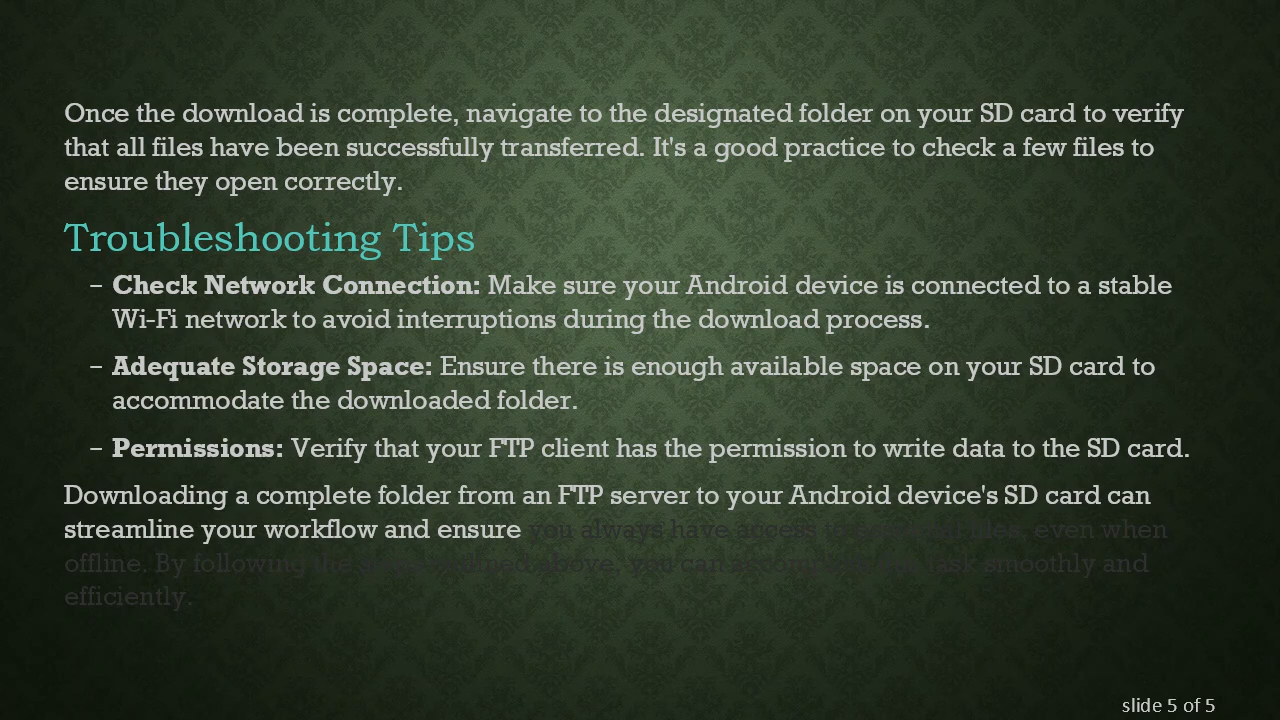 Once the download is complete, navigate to the designated folder on your SD card to verify
that all files have been successfully transferred. It's a good practice to check a few files to
ensure they open correctly.
Troubleshooting Tips
– Check Network Connection: Make sure your Android device is connected to a stable
Wi-Fi network to avoid interruptions during the download process.
– Adequate Storage Space: Ensure there is enough available space on your SD card to
accommodate the downloaded folder.
– Permissions: Verify that your FTP client has the permission to write data to the SD card.
Downloading a complete folder from an FTP server to your Android device's SD card can
streamline your workflow and ensure you always have access to files, even when
offline. By following the above, you can task smoothly and
efficiently.
slide 5 of 5